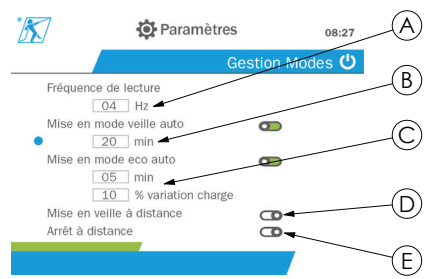 Paramètres
08:27
A
Gestion Modes
Fréquence de lecture
B
04 Hz
Mise en mode veille auto
20 min
C
Mise en mode eco auto
05 min
10 % variation charge
D
Mise en veille à distance
Arrêt à distance
E